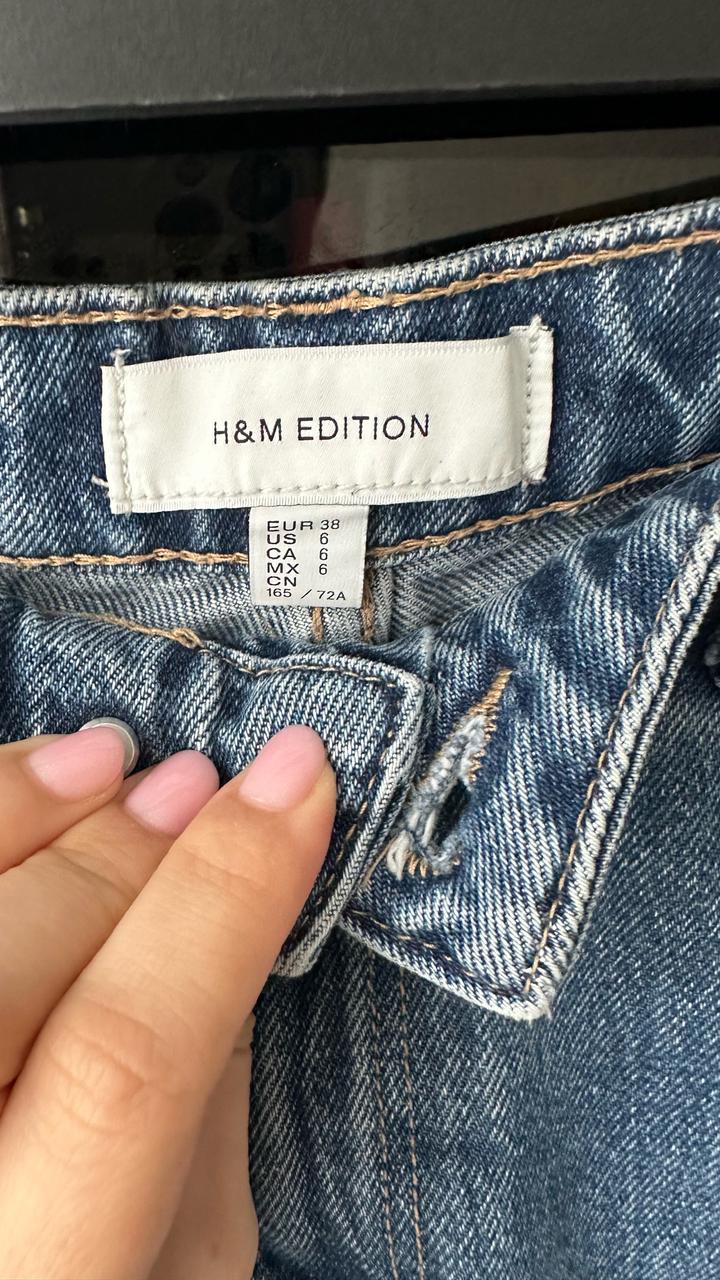 H&M EDITION
EUR 38
US 6
CA 6
MX 6
CN
165 / 72A